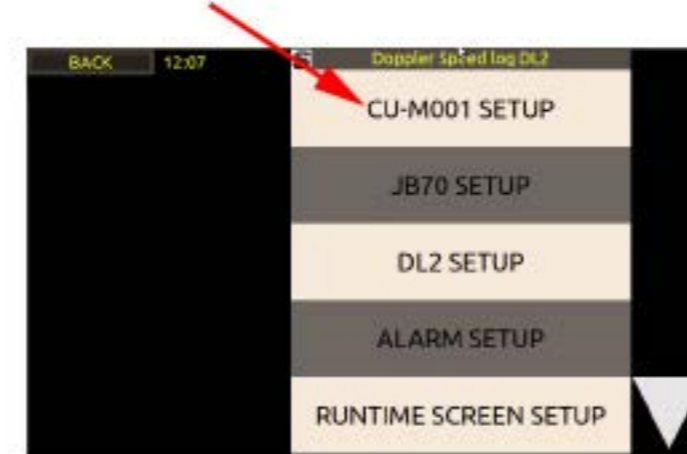 BACK 12:07 Doppler Speed log DL2
CU-M001 SETUP
JB70 SETUP
DL2 SETUP
ALARM SETUP
RUNTIME SCREEN SETUP